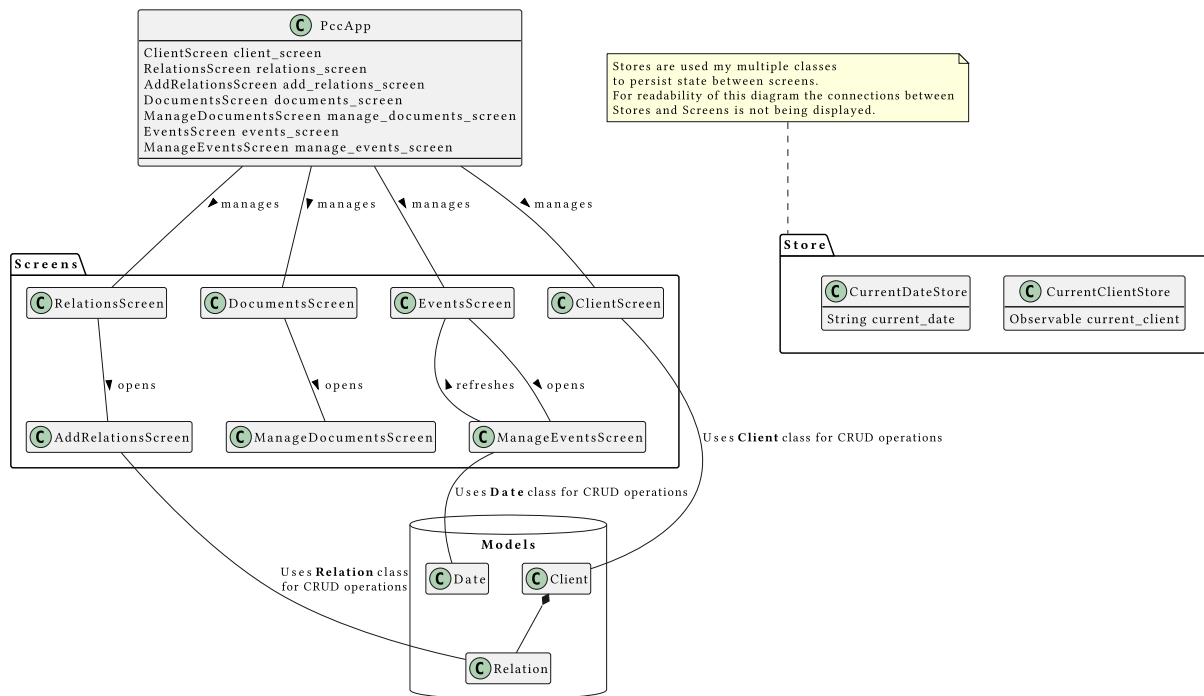 PccApp
ClientScreen client_screen
RelationsScreen relations_screen
AddRelationsScreen add_relations_screen
DocumentsScreen documents_screen
ManageDocumentsScreen manage_documents_screen
EventsScreen events_screen
ManageEventsScreen manage_events_screen
Stores are used my multiple classes
to persist state between screens.
For readability of this diagram the connections between
Stores and Screens is not being displayed.
manages
manages
manages
manages
Screens
RelationsScreen
DocumentsScreen
EventsScreen
ClientScreen
Store
CurrentDateStore
String current_date
CurrentClientStore
Observable current_client
opens
opens
refreshes
opens
AddRelationsScreen
ManageDocumentsScreen
ManageEventsScreen
Uses Client class for CRUD operations
Uses Date class for CRUD operations
Models
Uses Relation class
for CRUD operations
Date
Client
Relation